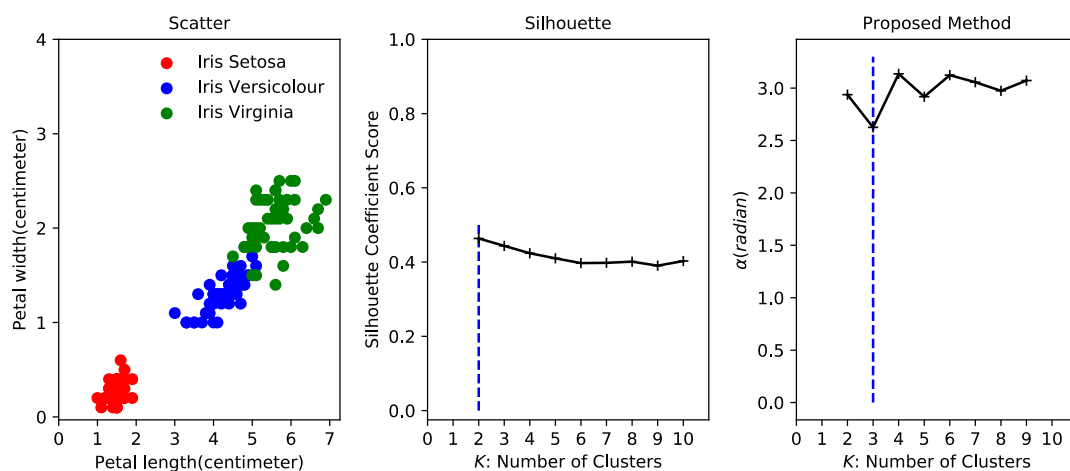 Scatter
Petal width(centimeter)
4
3
2
1
0
Iris Setosa
Iris Versicolour
Iris Virginia
0 1 2 3 4 5 6 7
Petal length(centimeter)
Silhouette
Silhouette Coefficient Score
1.0
0.8
0.6
0.4
0.2
0.0
0 1 2 3 4 5 6 7 8 9 10
K: Number of Clusters
Proposed Method
α(radian)
3.0
2.5
2.0
1.5
1.0
0.5
0.0
0 1 2 3 4 5 6 7 8 9 10
K: Number of Clusters